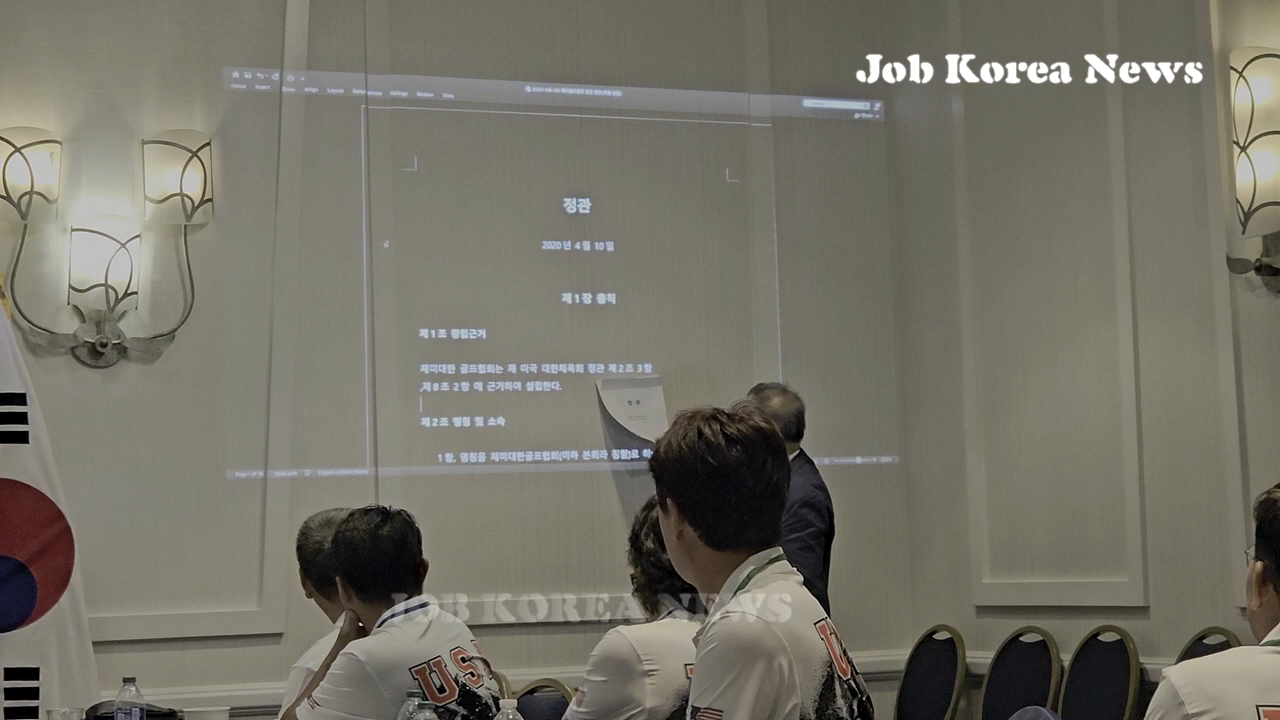 Job Korea News
정관
2020 년 4 월 10 일
제 1 장 총칙
제 1 조 창립근거
재미대한 골프협회는 재 미국 대한체육회 정관 제 2 조 3 항
제 8 조 2 항 에 근거하여 설립한다.
정 관
제 2 조 명칭 및 소속
1 항, 명칭을 재미대한골프협회(이하 본회라 칭함)로 하
JOB KOREA NEWS
US
U